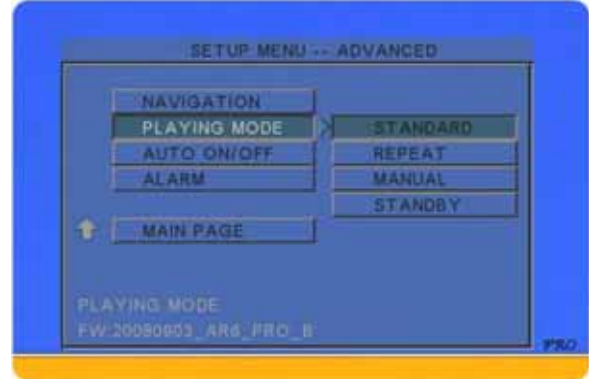 SETUP MENU -- ADVANCED
NAVIGATION
PLAYING MODE
STANDARD
AUTO ON/OFF
REPEAT
ALARM
MANUAL
STANDBY
MAIN PAGE
PLAYING MODE
FW:20080803_AR6_PRO_B
PRO